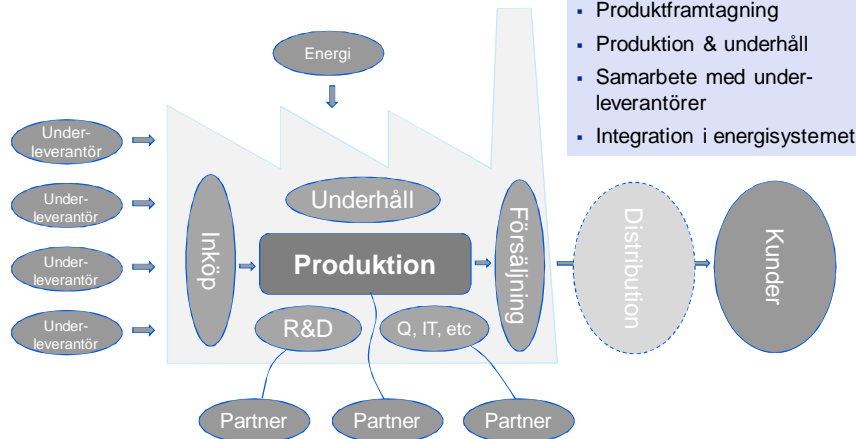 ▪ Produktframtagning
▪ Produktion & underhåll
▪ Samarbete med under-
leverantörer
▪ Integration i energisystemet
Energi
Under-
leverantör
Under-
leverantör
Under-
leverantör
Under-
leverantör
Inköp
Underhåll
Produktion
R&D
Q, IT, etc
Försäljning
Distribution
Kunder
Partner
Partner
Partner